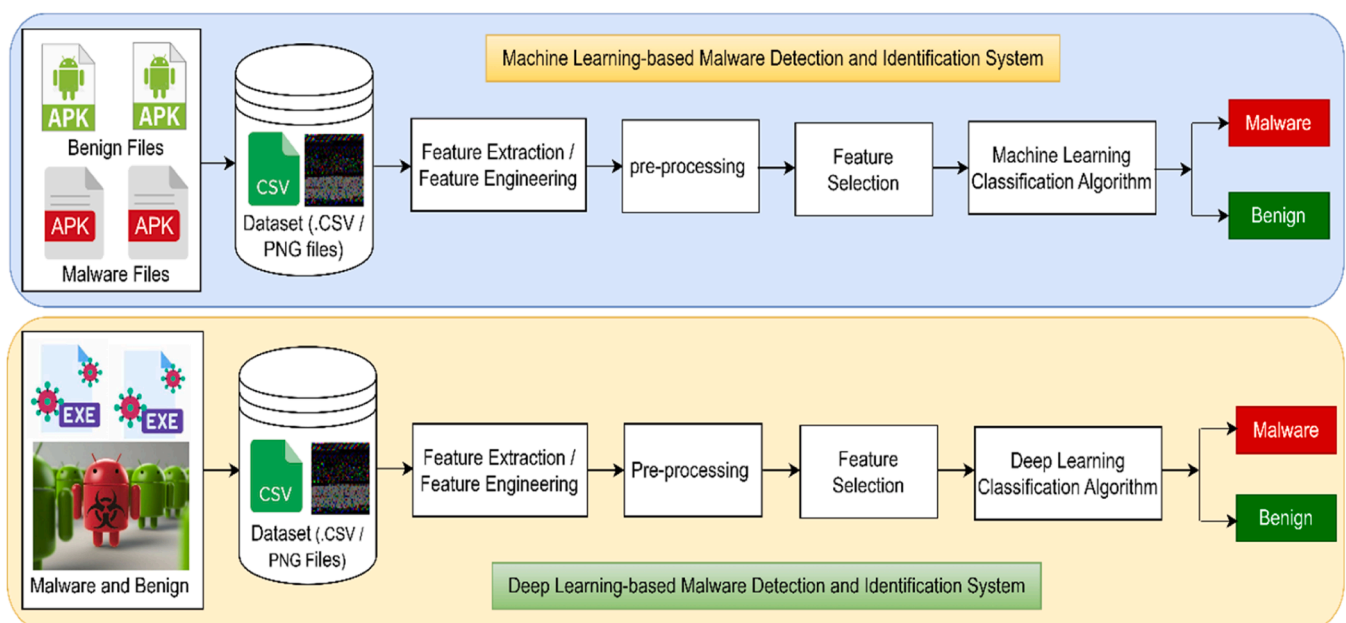 Machine Learning-based Malware Detection and Identification System
APK
APK
Benign Files
APK
APK
Malware Files
CSV
Dataset (.CSV /
PNG files)
Feature Extraction /
Feature Engineering
pre-processing
Feature
Selection
Machine Learning
Classification Algorithm
Malware
Benign
EXE
EXE
Malware and Benign
CSV
Dataset (.CSV /
PNG Files)
Feature Extraction /
Feature Engineering
Pre-processing
Feature
Selection
Deep Learning
Classification Algorithm
Malware
Benign
Deep Learning-based Malware Detection and Identification System